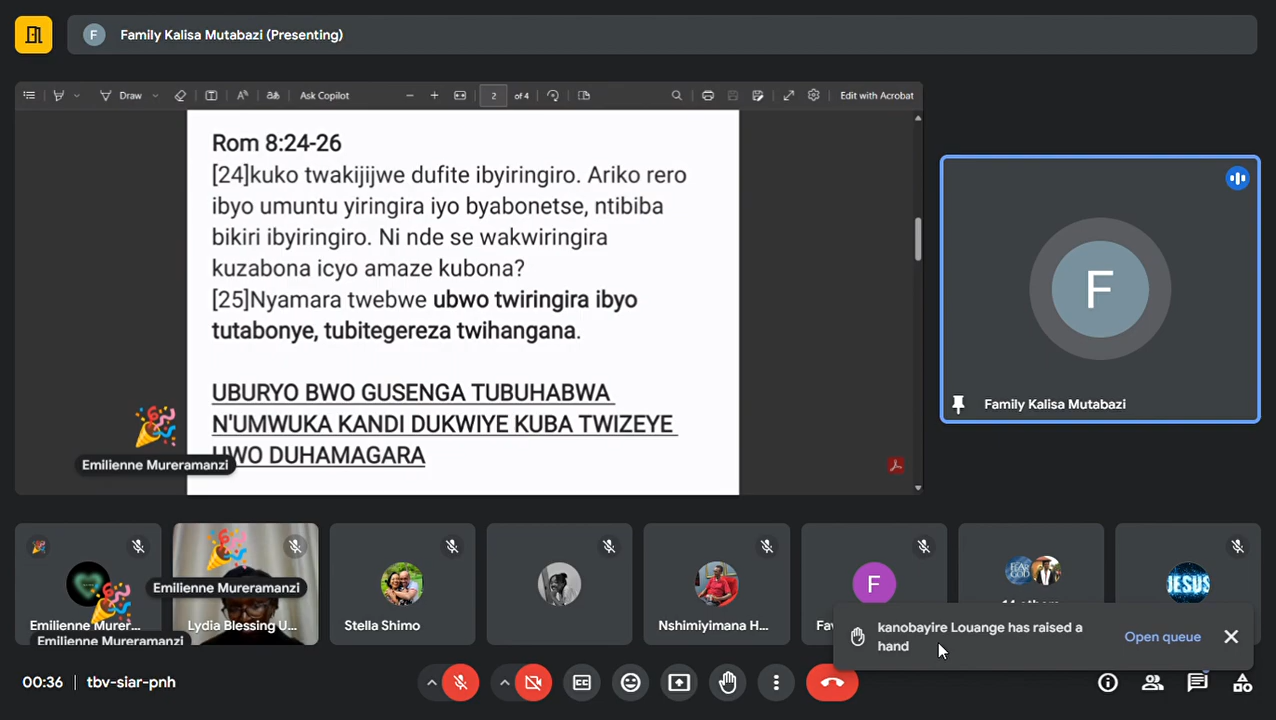 F Family Kalisa Mutabazi (Presenting)
Draw
Ask Copilot
2 of 4
Edit with Acrobat
Rom 8:24-26
[24]kuko twakijijwe dufite ibyiringiro. Ariko rero
ibyo umuntu yiringira iyo byabonetse, ntibiba
bikiri ibyiringiro. Ni nde se wakwiringira
kuzabona icyo amaze kubona?
[25]Nyamara twebwe ubwo twiringira ibyo
tutabonye, tubitegereza twihangana.
UBURYO BWO GUSENGA TUBUHABWA
N'UMWUKA KANDI DUKWIYE KUBA TWIZEYE
UWO DUHAMAGARA
Emilienne Mureramanzi
F
Family Kalisa Mutabazi
Emilienne Mureramanzi
Emilienne Murer...
Emilienne Mureramanzi
Lydia Blessing U...
Stella Shimo
Nshimiyimana H...
F
FEAR GOD
JESUS
kanobayire Louange has raised a
hand
Open queue
00:36 | tbv-siar-pnh